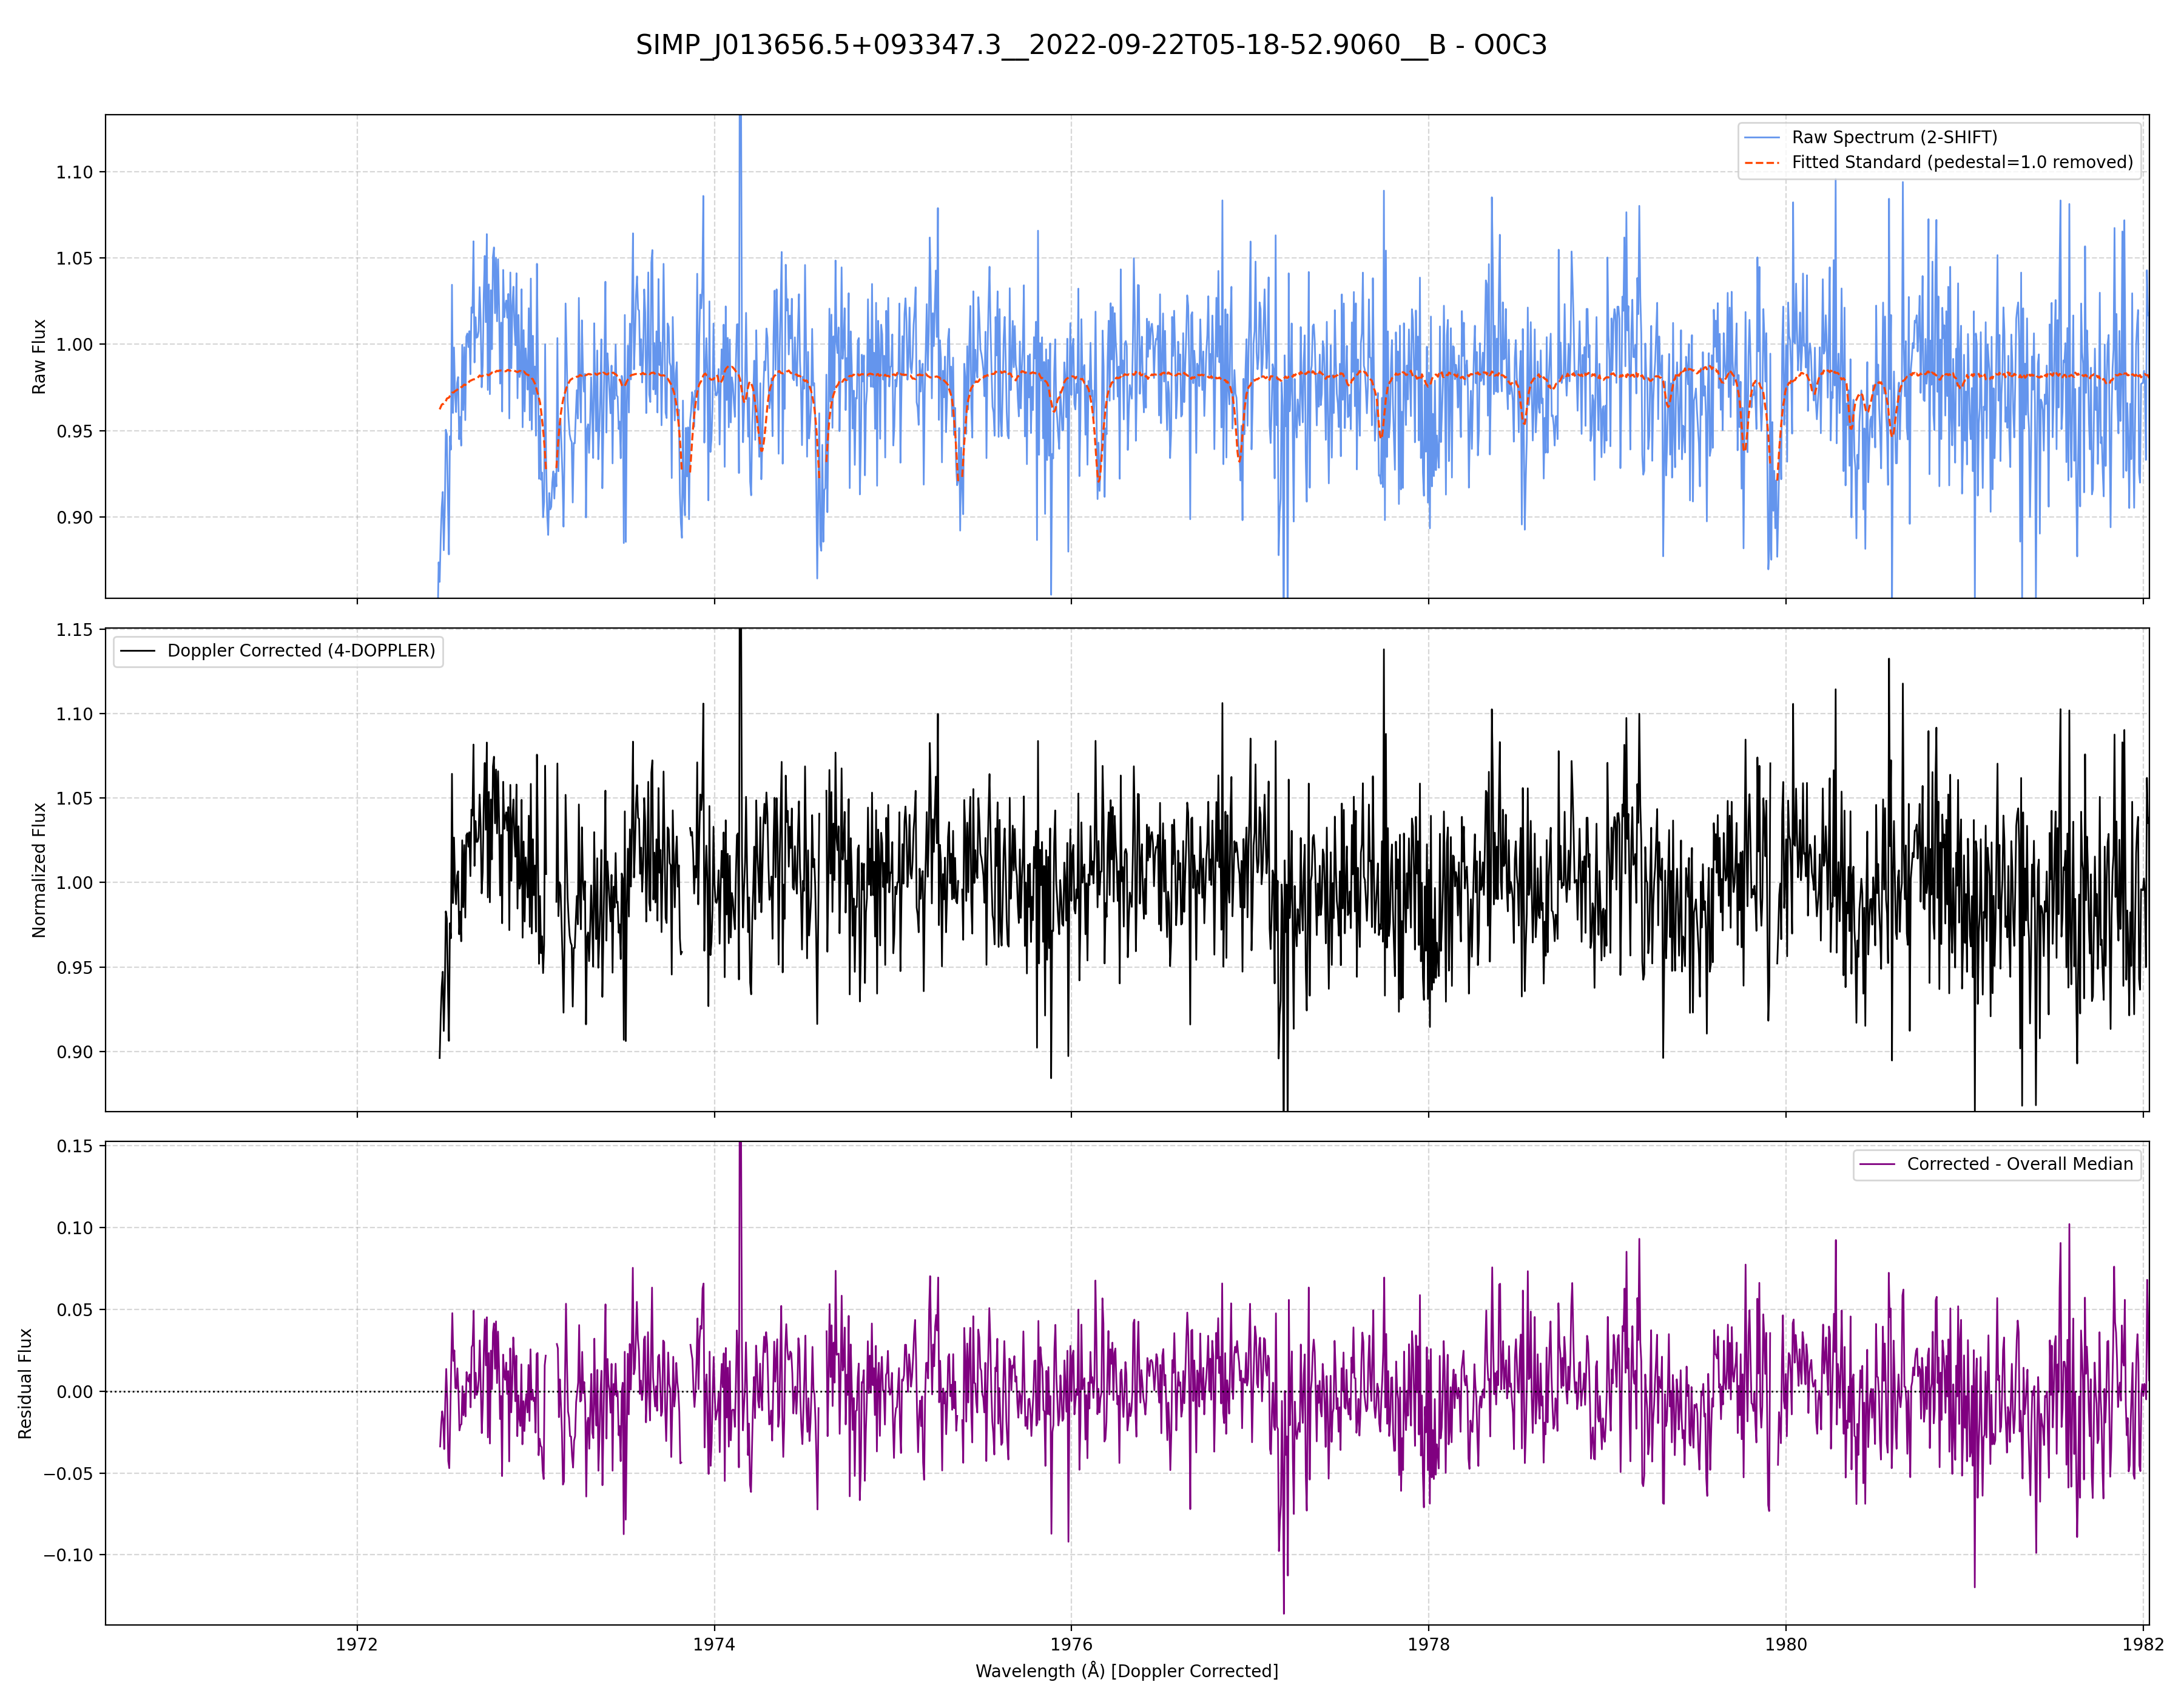 SIMP_J013656.5+093347.3__2022-09-22T05-18-52.9060__B - O0C3
Raw Spectrum (2-SHIFT)
Fitted Standard (pedestal=1.0 removed)
Raw Flux
1.10
1.05
1.00
0.95
0.90
Doppler Corrected (4-DOPPLER)
Normalized Flux
1.15
1.10
1.05
1.00
0.95
0.90
Corrected - Overall Median
Residual Flux
0.15
0.10
0.05
0.00
−0.05
−0.10
1972
1974
1976
1978
1980
1982
Wavelength (Å) [Doppler Corrected]